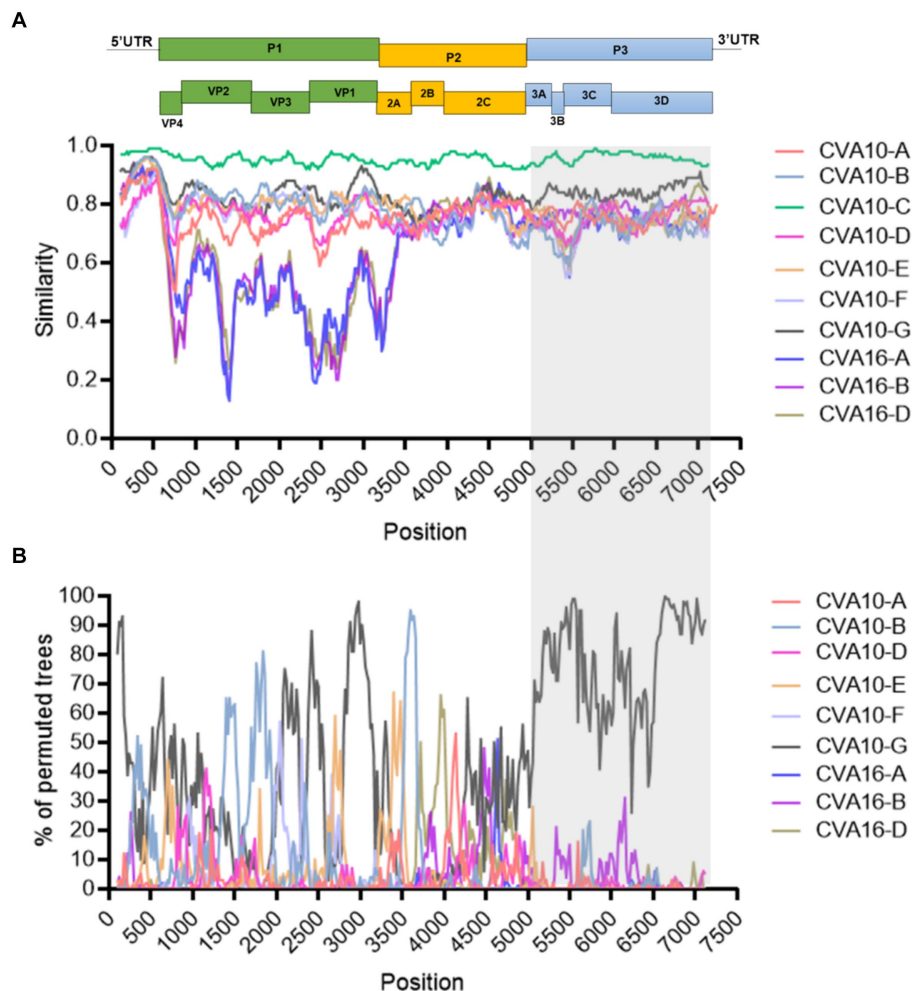 A
5'UTR P1 P2 P3 3'UTR
VP4 VP2 VP3 VP1 2A 2B 2C 3A 3B 3C 3D
1.0
0.8
0.6
0.4
0.2
0.0
Similarity
0 500 1000 1500 2000 2500 3000 3500 4000 4500 5000 5500 6000 6500 7000 7500
Position
CVA10-A
CVA10-B
CVA10-C
CVA10-D
CVA10-E
CVA10-F
CVA10-G
CVA16-A
CVA16-B
CVA16-D
B
100
90
80
70
60
50
40
30
20
10
0
% of permuted trees
0 500 1000 1500 2000 2500 3000 3500 4000 4500 5000 5500 6000 6500 7000 7500
Position
CVA10-A
CVA10-B
CVA10-D
CVA10-E
CVA10-F
CVA10-G
CVA16-A
CVA16-B
CVA16-D